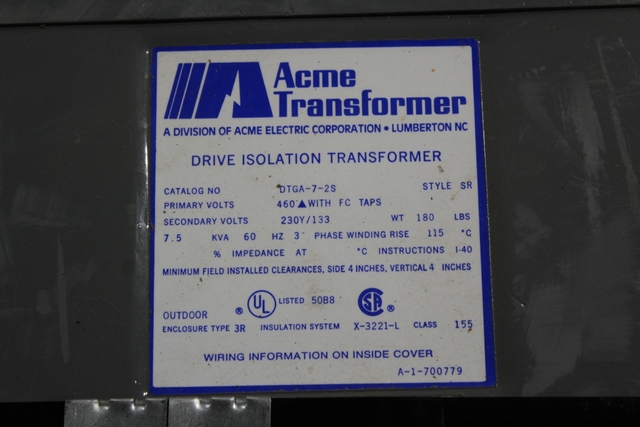 Acme
Transformer
A DIVISION OF ACME ELECTRIC CORPORATION • LUMBERTON NC
DRIVE ISOLATION TRANSFORMER
CATALOG NO DTGA-7-2S STYLE SR
PRIMARY VOLTS 460 ▲ WITH FC TAPS
SECONDARY VOLTS 230Y/133 WT 180 LBS
7.5 KVA 60 HZ 3 PHASE WINDING RISE 115 °C
% IMPEDANCE AT °C INSTRUCTIONS 1-40
MINIMUM FIELD INSTALLED CLEARANCES, SIDE 4 INCHES, VERTICAL 4 INCHES
® UL LISTED 50B8 SA ®
OUTDOOR
ENCLOSURE TYPE 3R INSULATION SYSTEM X-3221-L CLASS 155
WIRING INFORMATION ON INSIDE COVER
A-1-700779